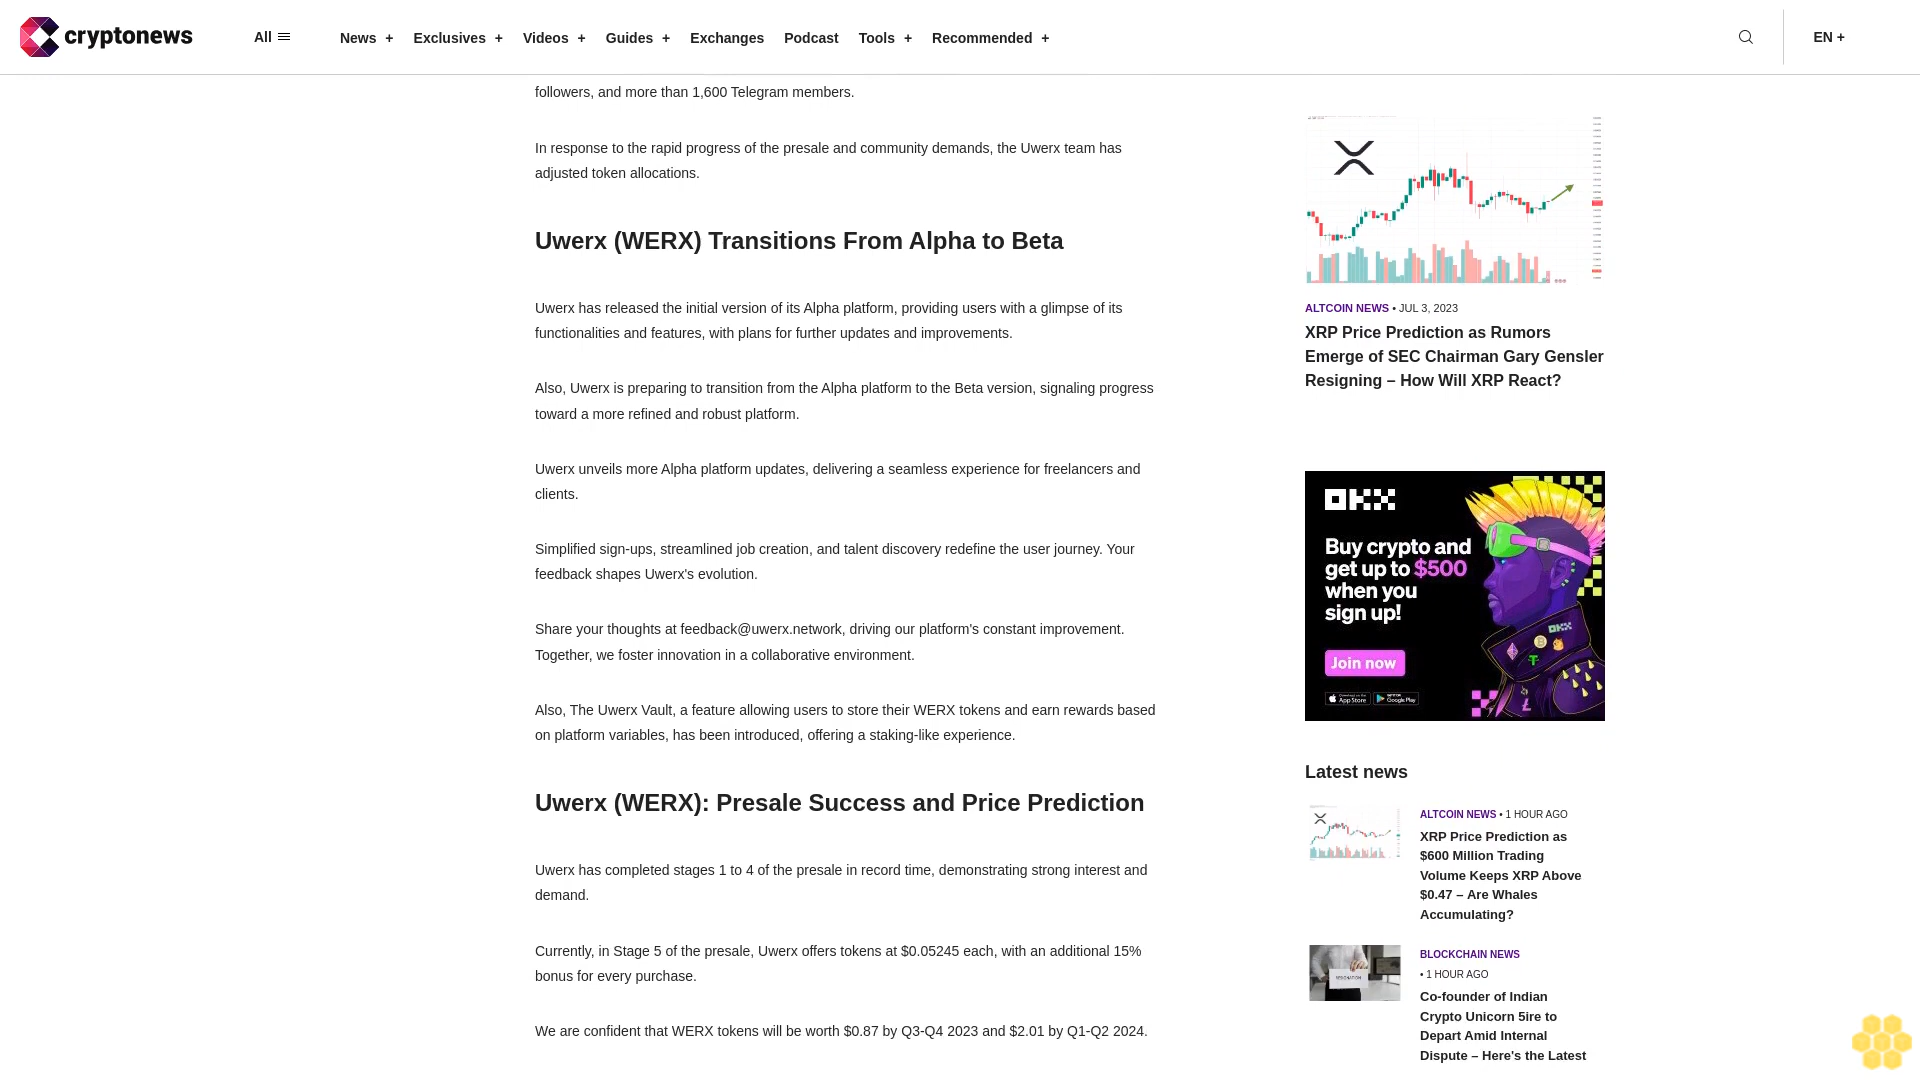 cryptonews
All
News +
Exclusives +
Videos +
Guides +
Exchanges
Podcast
Tools +
Recommended +
EN +
followers, and more than 1,600 Telegram members.
In response to the rapid progress of the presale and community demands, the Uwerx team has
adjusted token allocations.
Uwerx (WERX) Transitions From Alpha to Beta
Uwerx has released the initial version of its Alpha platform, providing users with a glimpse of its
functionalities and features, with plans for further updates and improvements.
Also, Uwerx is preparing to transition from the Alpha platform to the Beta version, signaling progress
toward a more refined and robust platform.
Uwerx unveils more Alpha platform updates, delivering a seamless experience for freelancers and
clients.
Simplified sign-ups, streamlined job creation, and talent discovery redefine the user journey. Your
feedback shapes Uwerx's evolution.
Share your thoughts at feedback@uwerx.network, driving our platform's constant improvement.
Together, we foster innovation in a collaborative environment.
Also, The Uwerx Vault, a feature allowing users to store their WERX tokens and earn rewards based
on platform variables, has been introduced, offering a staking-like experience.
Uwerx (WERX): Presale Success and Price Prediction
Uwerx has completed stages 1 to 4 of the presale in record time, demonstrating strong interest and
demand.
Currently, in Stage 5 of the presale, Uwerx offers tokens at $0.05245 each, with an additional 15%
bonus for every purchase.
We are confident that WERX tokens will be worth $0.87 by Q3-Q4 2023 and $2.01 by Q1-Q2 2024.
ALTCOIN NEWS • JUL 3, 2023
XRP Price Prediction as Rumors
Emerge of SEC Chairman Gary Gensler
Resigning – How Will XRP React?
OKX
Buy crypto and
get up to $500
when you
sign up!
Join now
App Store
Google Play
OKX
Latest news
ALTCOIN NEWS • 1 HOUR AGO
XRP Price Prediction as
$600 Million Trading
Volume Keeps XRP Above
$0.47 – Are Whales
Accumulating?
RESIGNATION
BLOCKCHAIN NEWS
• 1 HOUR AGO
Co-founder of Indian
Crypto Unicorn 5ire to
Depart Amid Internal
Dispute – Here's the Latest